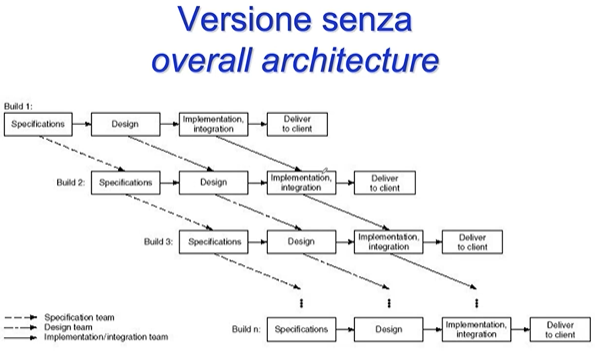 Versione senza
overall architecture
Build 1:
Specifications
Design
Implementation,
integration
Deliver
to client
Build 2:
Specifications
Design
Implementation,
integration
Deliver
to client
Build 3:
Specifications
Design
Implementation,
integration
Deliver
to client
Build n:
Specifications
Design
Implementation,
integration
Deliver
to client
Specification team
Design team
Implementation/integration team